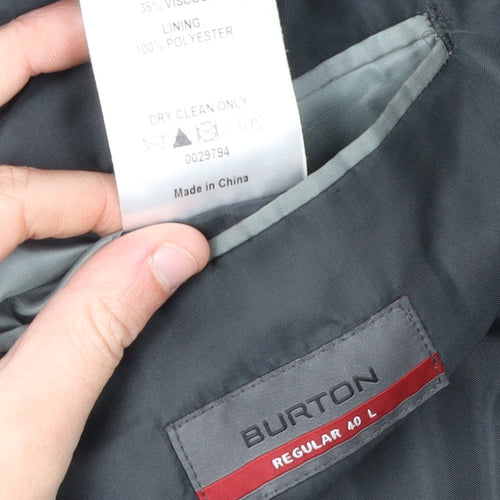 35% VISCOSE
LINING
100% POLYESTER
DRY CLEAN ONLY
P
0029794
Made in China
BURTON
REGULAR 40 L